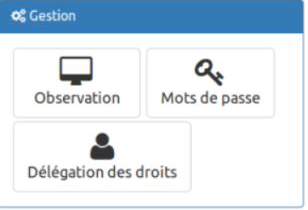 Gestion
Observation
Mots de passe
Délégation des droits